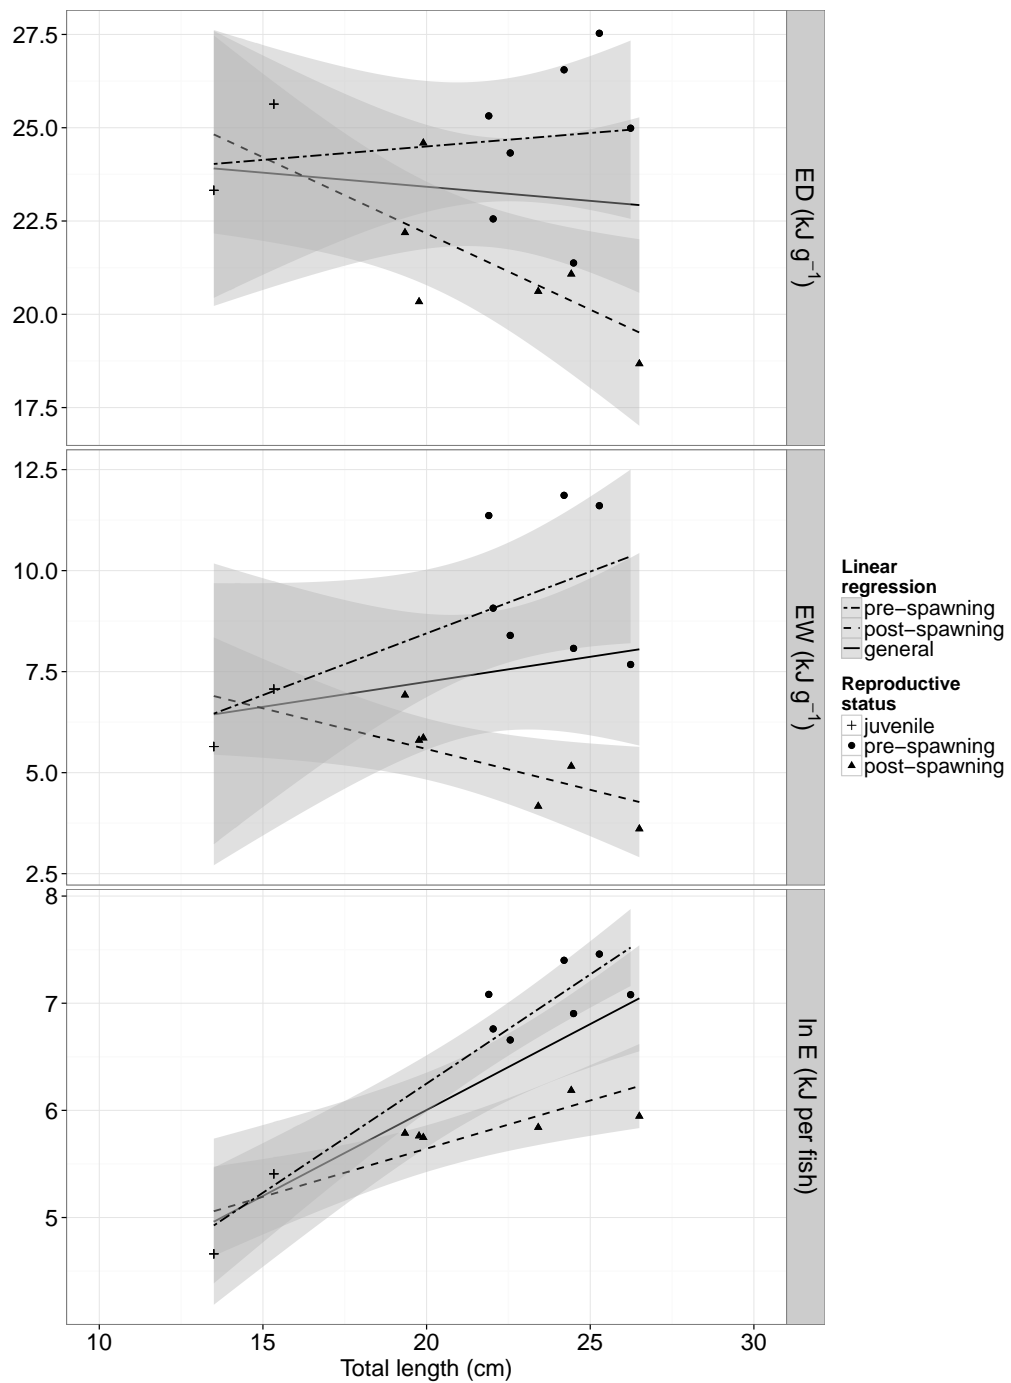 27.5
25.0
22.5
20.0
17.5
ED (kJ g⁻¹)
12.5
10.0
7.5
5.0
2.5
EW (kJ g⁻¹)
8
7
6
5
ln E (kJ per fish)
10 15 20 25 30
Total length (cm)
Linear
regression
pre−spawning
post−spawning
general
Reproductive
status
juvenile
pre−spawning
post−spawning